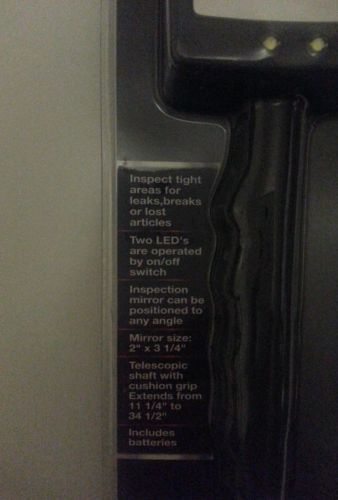 Inspect tight
areas for
leaks,breaks
or lost
articles
Two LED's
are operated
by on/off
switch
Inspection
mirror can be
positioned to
any angle
Mirror size:
2" x 3 1/4"
Telescopic
shaft with
cushion grip
Extends from
11 1/4" to
34 1/2"
Includes
batteries